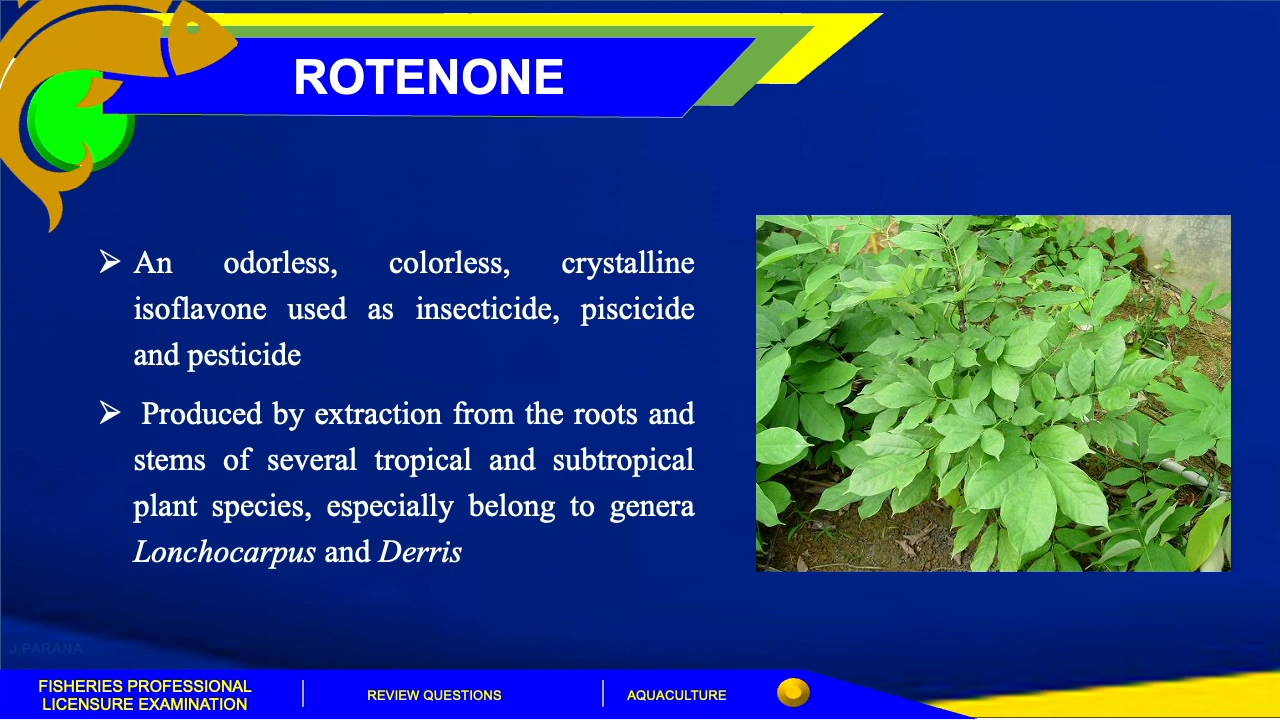 ROTENONE
➢ An odorless, colorless, crystalline
isoflavone used as insecticide, piscicide
and pesticide
➢ Produced by extraction from the roots and
stems of several tropical and subtropical
plant species, especially belong to genera
Lonchocarpus and Derris
J.PARANA
FISHERIES PROFESSIONAL
LICENSURE EXAMINATION
REVIEW QUESTIONS
AQUACULTURE